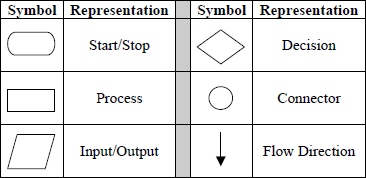 Symbol Representation Symbol Representation
Start/Stop Decision
Process Connector
Input/Output Flow Direction